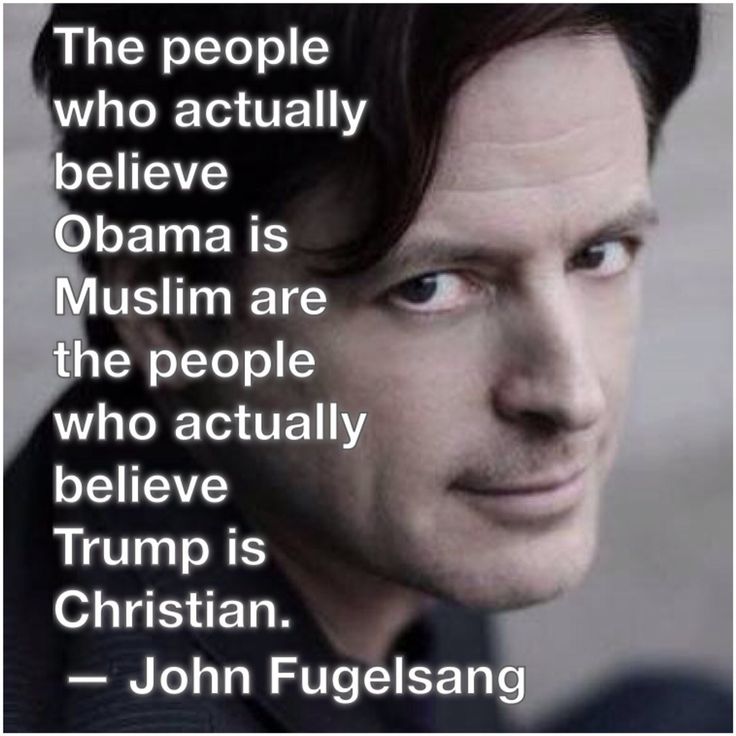 The people
who actually
believe
Obama is
Muslim are
the people
who actually
believe
Trump is
Christian.
— John Fugelsang